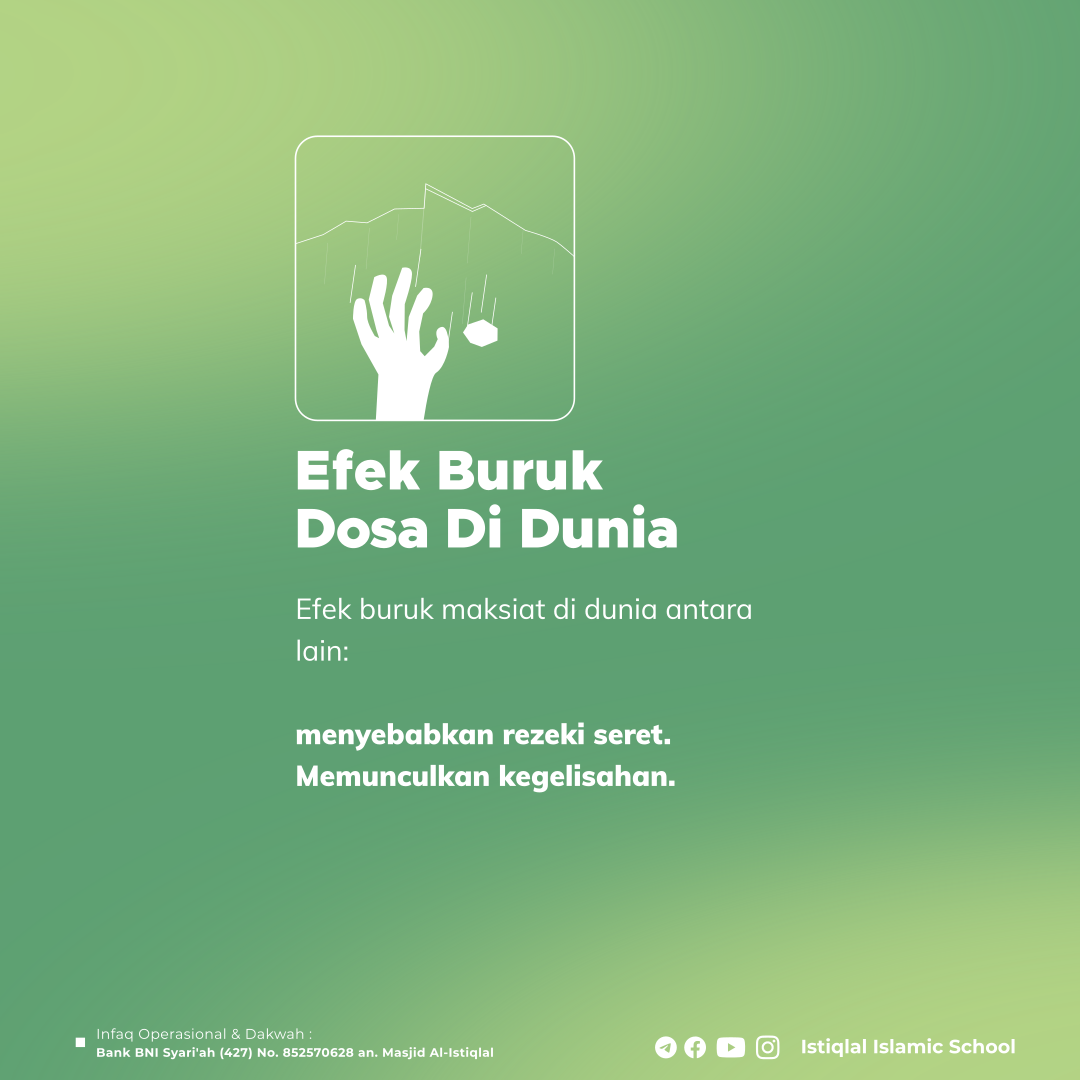 Efek Buruk
Dosa Di Dunia
Efek buruk maksiat di dunia antara
lain:
menyebabkan rezeki seret.
Memunculkan kegelisahan.
Infaq Operasional & Dakwah :
Bank BNI Syari'ah (427) No. 852570628 an. Masjid Al-Istiqlal
Istiqlal Islamic School